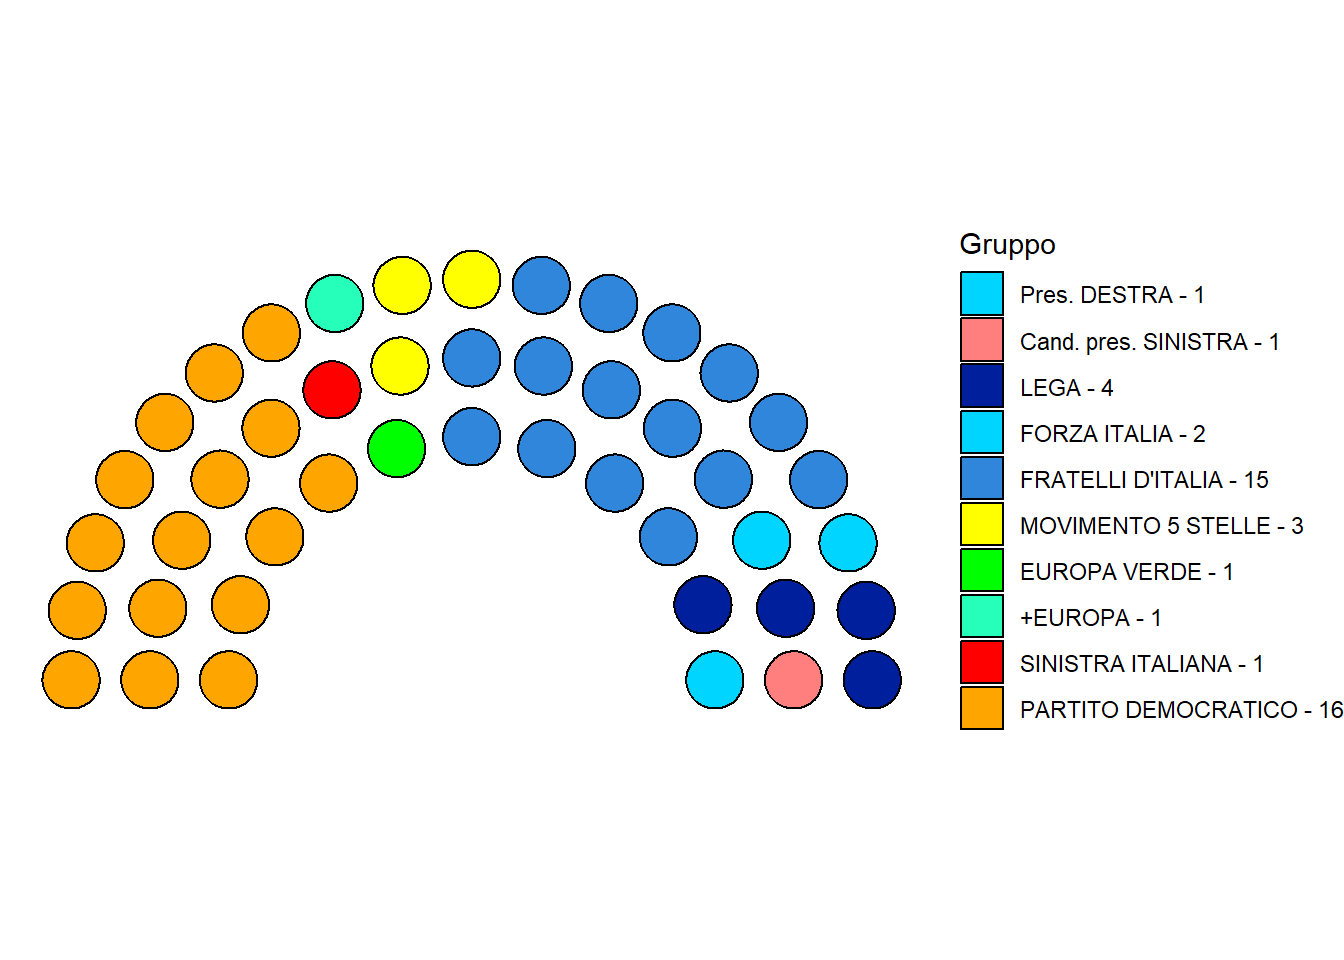 Gruppo
Pres. DESTRA - 1
Cand. pres. SINISTRA - 1
LEGA - 4
FORZA ITALIA - 2
FRATELLI D'ITALIA - 15
MOVIMENTO 5 STELLE - 3
EUROPA VERDE - 1
+EUROPA - 1
SINISTRA ITALIANA - 1
PARTITO DEMOCRATICO - 16